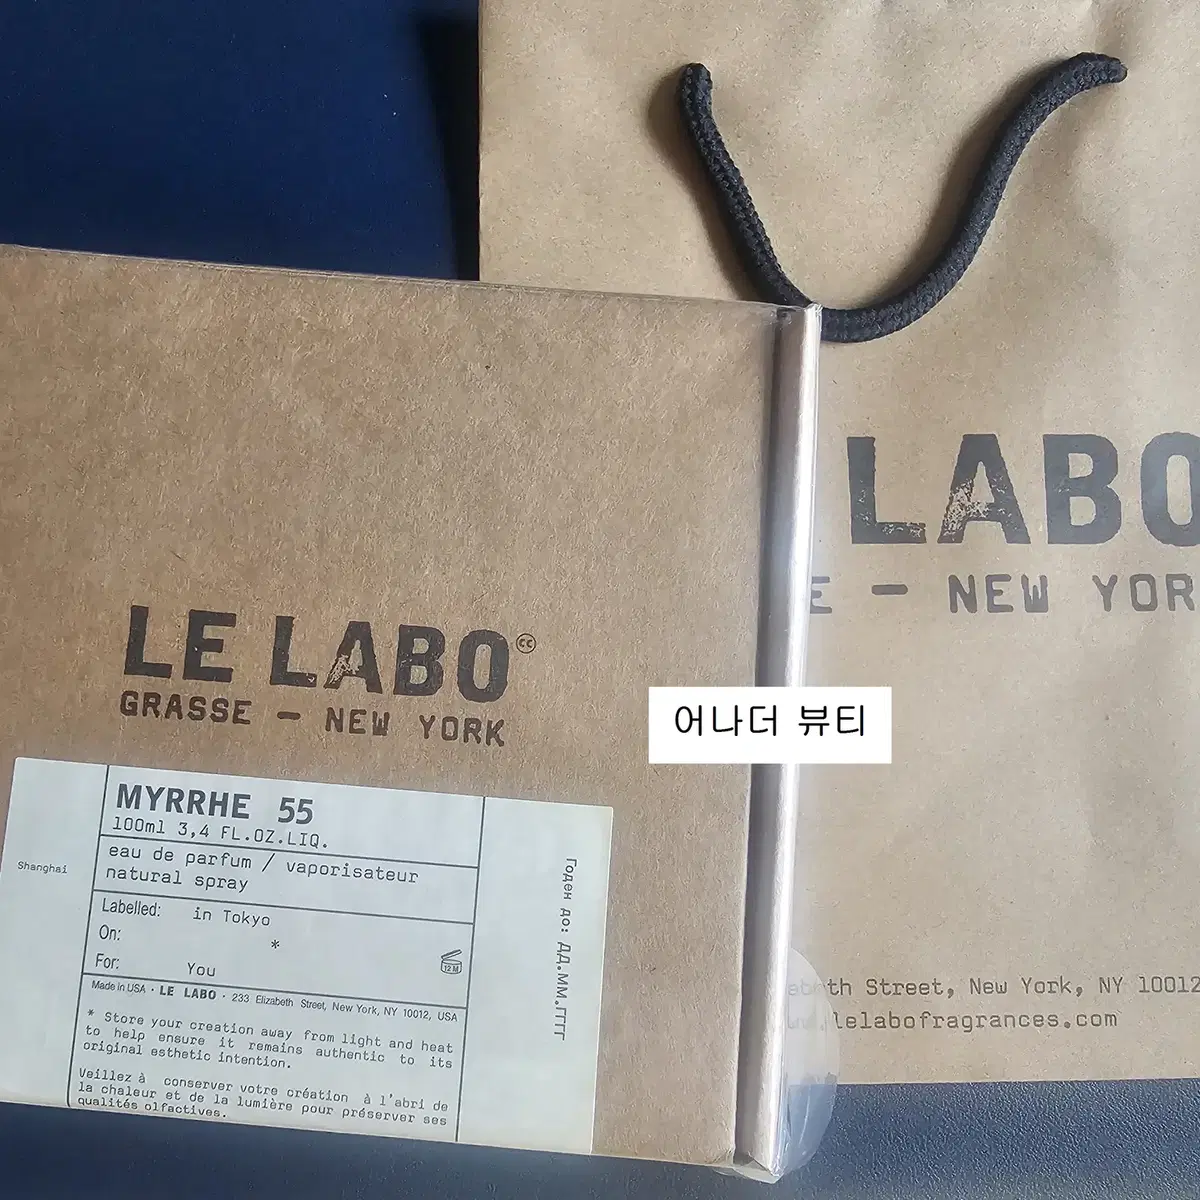 LABO
E — NEW YOR
LE LABO
GRASSE — NEW YORK
어나더 뷰티
MYRRHE 55
100ml 3,4 FL.OZ.LIQ.
eau de parfum / vaporisateur
natural spray
Shanghai
Labelled: in Tokyo
On: *
For: You
12 M
Made in USA · LE LABO · 233 Elizabeth Street, New York, NY 10012, USA
* Store your creation away from light and heat
to help ensure it remains authentic to its
original esthetic intention.
Veillez à conserver votre création à l'abri de
la chaleur et de la lumière pour préserver ses
qualités olfactives.
Годен до: ДД.ММ.ГГГГ
Street, New York, NY 10012
lelabofragrances.com